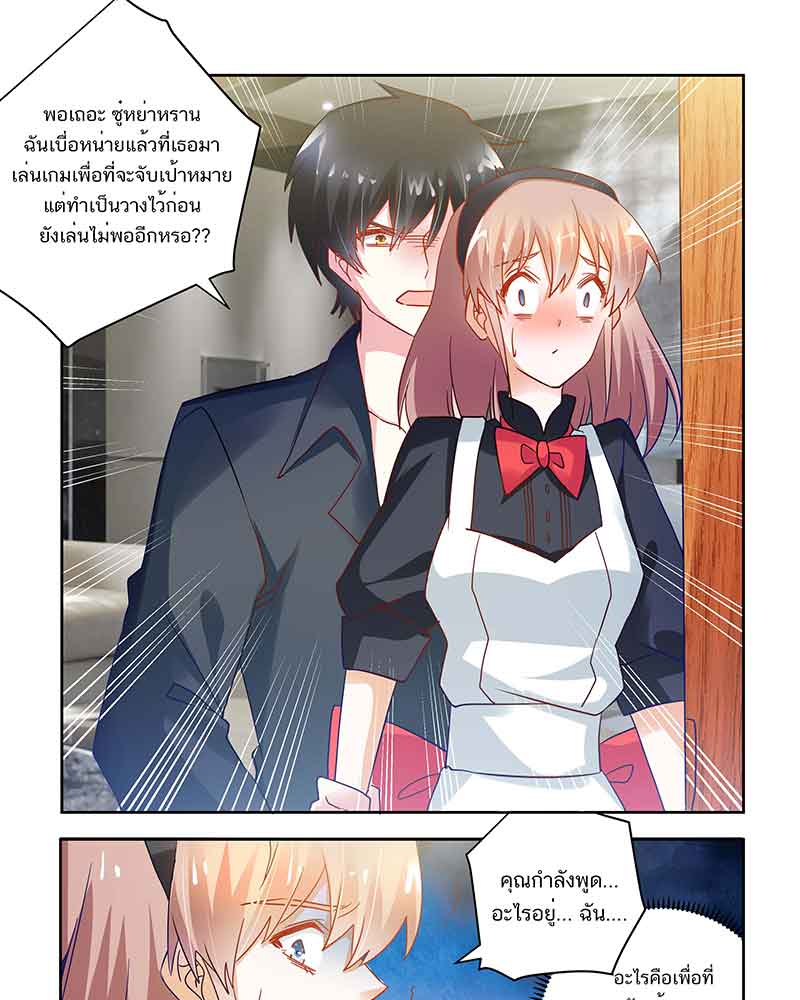 พอเถอะ ซู่หย่าหราน
ฉันเบื่อหน่ายแล้วที่เธอมา
เล่นเกมเพื่อที่จะจับเป้าหมาย
แต่ทำเป็นวางไว้ก่อน
ยังเล่นไม่พออีกหรอ??
คุณกำลังพูด...
อะไรอยู่... ฉัน....
อะไรคือเพื่อที่